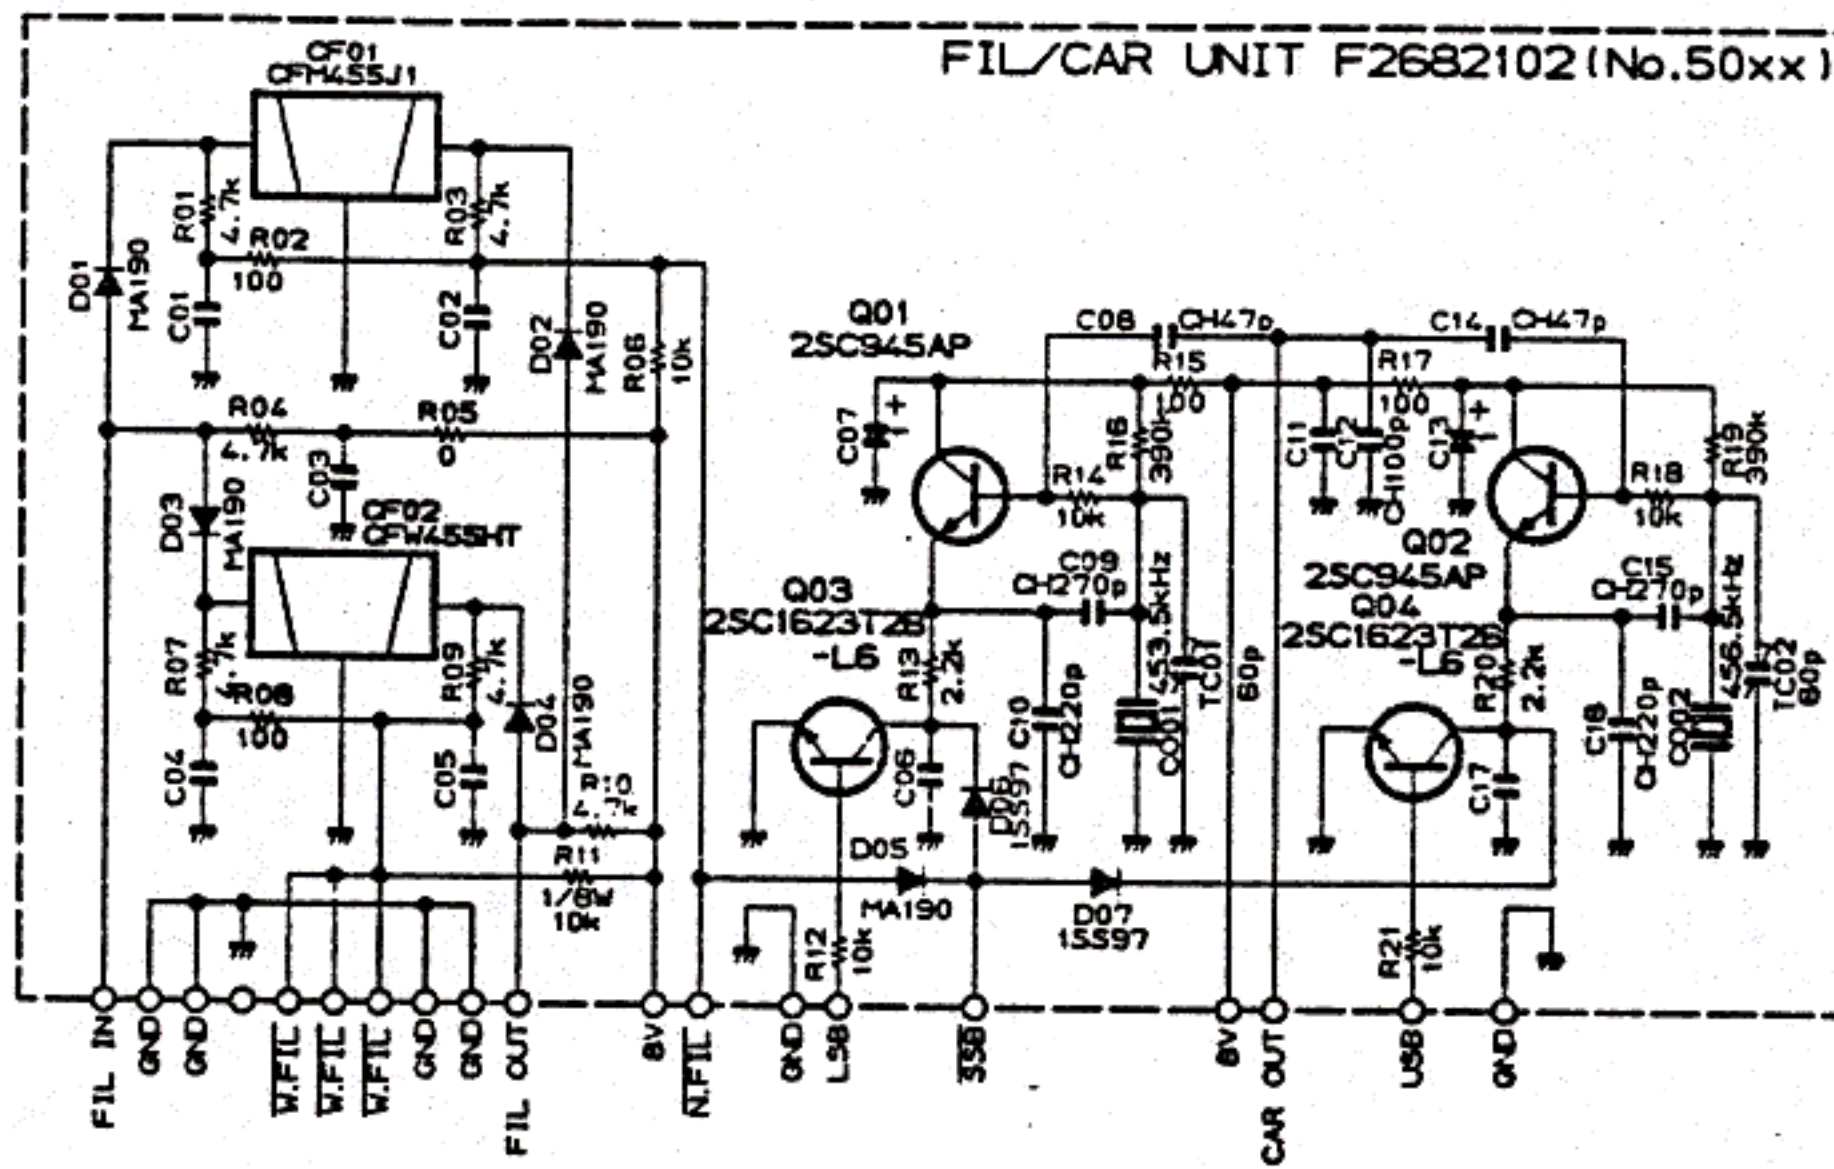 FIL/CAR UNIT F2682102(No.50xx)
CF01
CFM455J1
R01
4.7k
R03
4.7k
R02
100
D01
MA190
C01
C02
D02
MA190
R06
10k
R04
4.7k
R05
0
C03
D03
MA190
CF02
CFW455HT
R07
4.7k
R09
4.7k
R08
100
D04
MA190
C04
C05
R10
4.7k
R11
1/8W
10k
Q01
2SC945AP
C08
CH47p
R15
100
C07
1+
R16
390k
R14
10k
C09
CH270p
Q03
2SC1623T2B
-L6
R13
2.2k
C10
CH220p
CO01
453.5kHz
TC01
60p
C06
D06
1SS97
D05
MA190
D07
1SS97
R12
10k
C14
CH47p
R17
100
C11
C12
CH100p
C13
1+
R19
390k
R18
10k
Q02
2SC945AP
C15
CH270p
Q04
2SC1623T2B
-L6
R20
2.2k
C18
CH220p
CO02
456.5kHz
TC02
60p
C17
R21
10k
FIL IN
GND
GND
W.FIL
W.FIL
W.FIL
GND
GND
FIL OUT
8V
N.FIL
GND
LSB
SSB
8V
CAR OUT
USB
GND